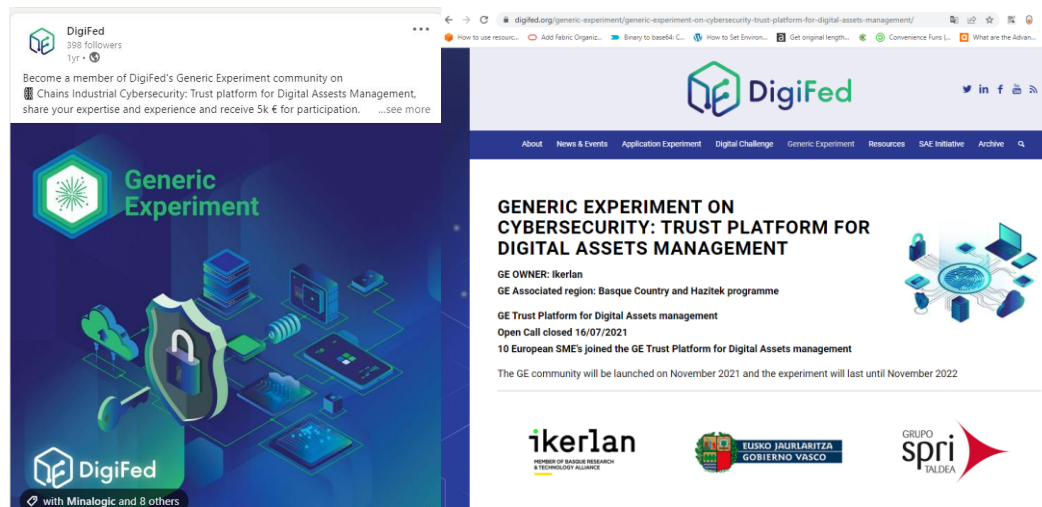 DigiFed
398 followers
1yr •
Become a member of DigiFed's Generic Experiment community on
Chains Industrial Cybersecurity: Trust platform for Digital Assests Management,
share your expertise and experience and receive 5k € for participation. ...see more
Generic
Experiment
DigiFed
with Minalogic and 8 others
digifed.org/generic-experiment/generic-experiment-on-cybersecurity-trust-platform-for-digital-assets-management/
How to use resourc... Add Fabric Organiz... Binary to base64: C... How to Set Environ... Get original length... Convenience Furs (... What are the Advan...
DigiFed
About News & Events Application Experiment Digital Challenge Generic Experiment Resources SAE Initiative Archive
GENERIC EXPERIMENT ON
CYBERSECURITY: TRUST PLATFORM FOR
DIGITAL ASSETS MANAGEMENT
GE OWNER: Ikerlan
GE Associated region: Basque Country and Hazitek programme
GE Trust Platform for Digital Assets management
Open Call closed 16/07/2021
10 European SME's joined the GE Trust Platform for Digital Assets management
The GE community will be launched on November 2021 and the experiment will last until November 2022
ikerlan
MEMBER OF BASQUE RESEARCH
& TECHNOLOGY ALLIANCE
EUSKO JAURLARITZA
GOBIERNO VASCO
GRUPO
spri
TALDEA